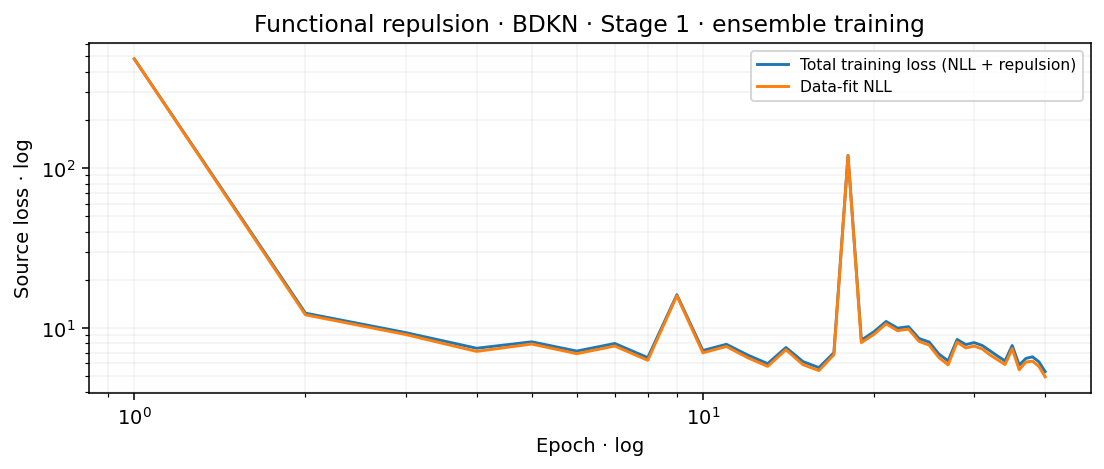 Functional repulsion · BDKN · Stage 1 · ensemble training
Total training loss (NLL + repulsion)
Data-fit NLL
Source loss · log
10²
10¹
10⁰
10¹
Epoch · log